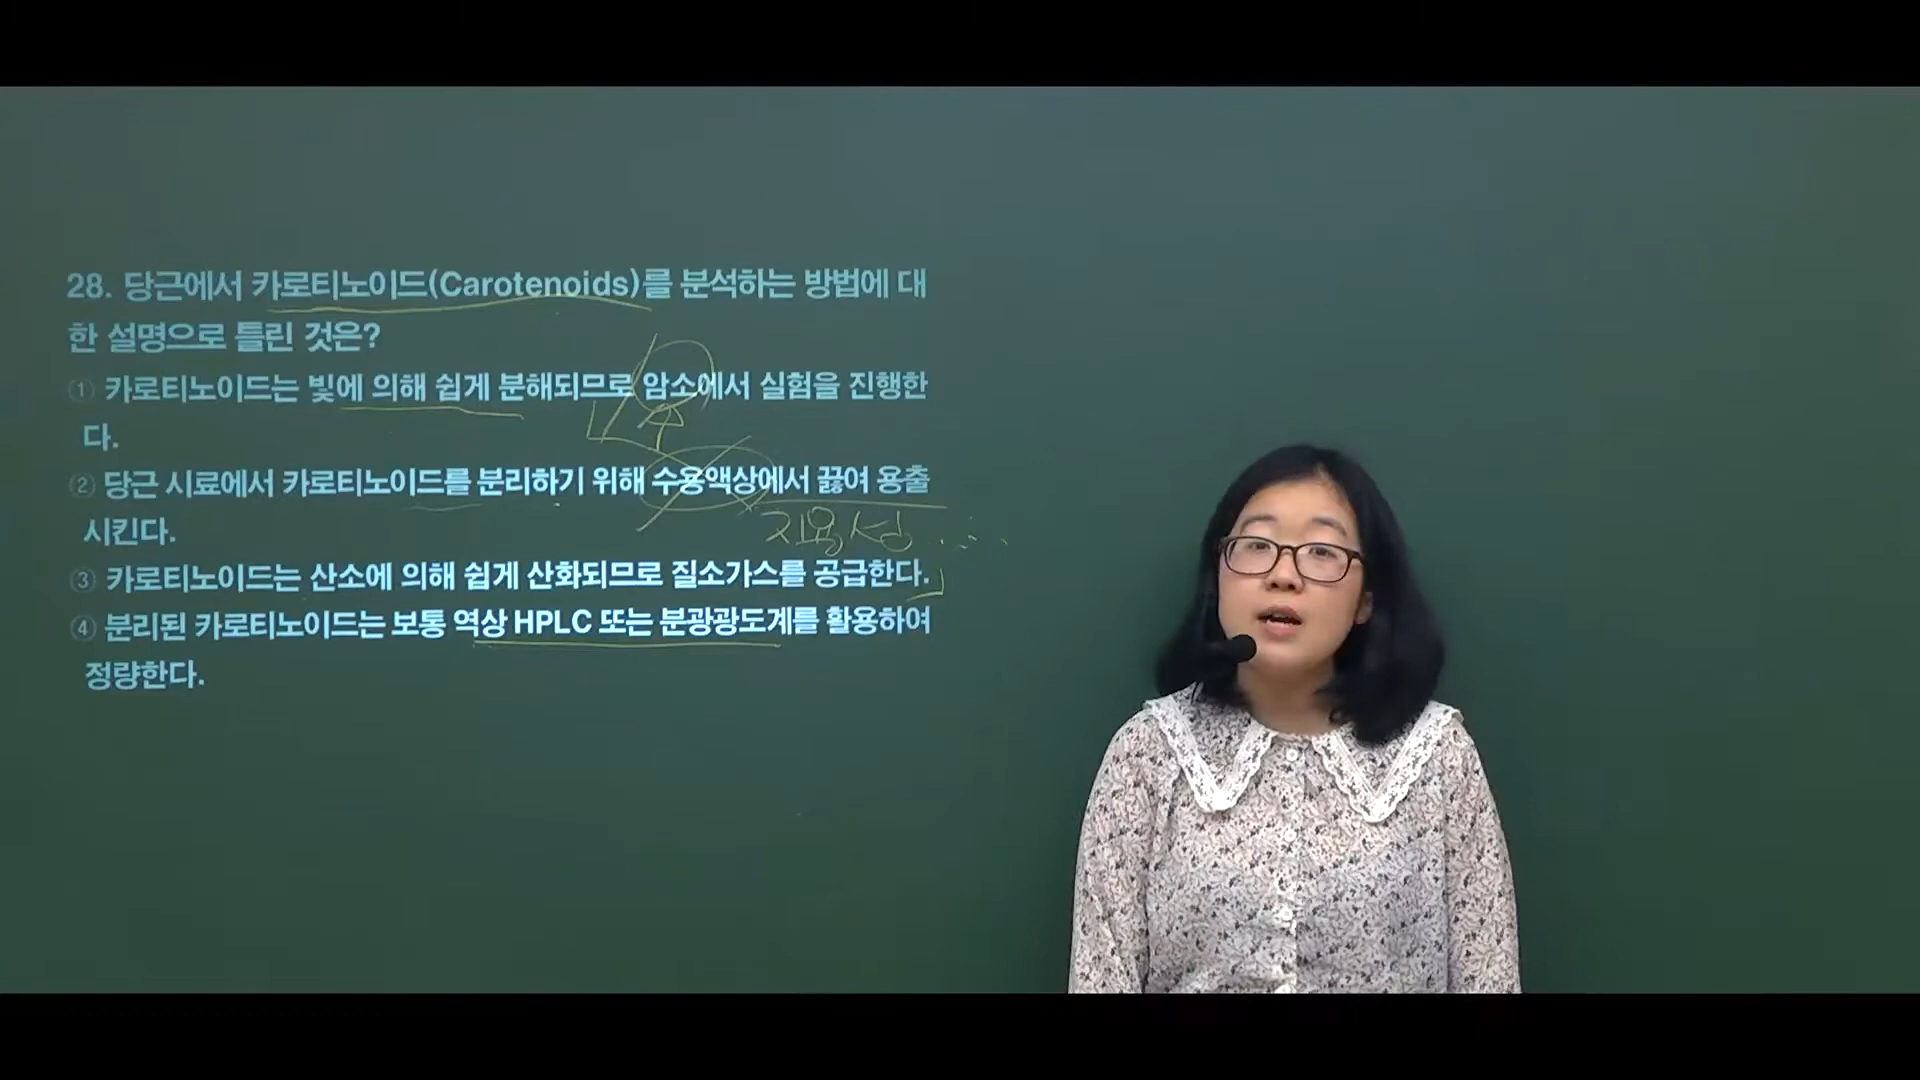 28. 당근에서 카로티노이드(Carotenoids)를 분석하는 방법에 대
한 설명으로 틀린 것은?
① 카로티노이드는 빛에 의해 쉽게 분해되므로 암소에서 실험을 진행한
다.
② 당근 시료에서 카로티노이드를 분리하기 위해 수용액상에서 끓여 용출
시킨다.
지용성
③ 카로티노이드는 산소에 의해 쉽게 산화되므로 질소가스를 공급한다.
④ 분리된 카로티노이드는 보통 역상 HPLC 또는 분광광도계를 활용하여
정량한다.